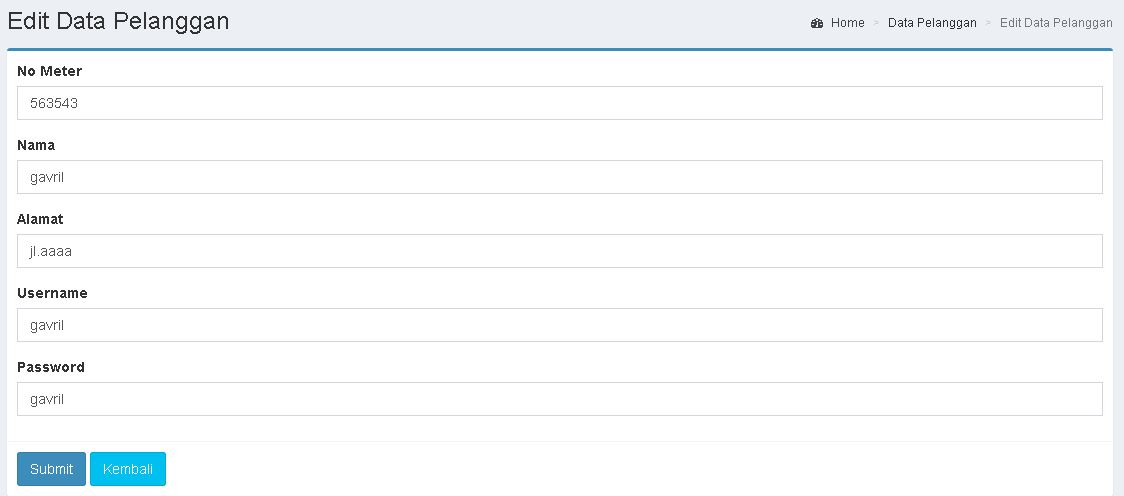 Edit Data Pelanggan
Home > Data Pelanggan > Edit Data Pelanggan
No Meter
563543
Nama
gavril
Alamat
jl.aaaa
Username
gavril
Password
gavril
Submit Kembali